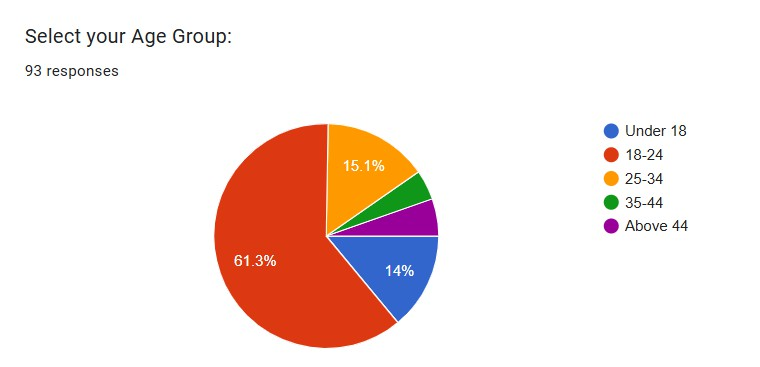 Select your Age Group:
93 responses
15.1%
61.3%
14%
Under 18
18-24
25-34
35-44
Above 44